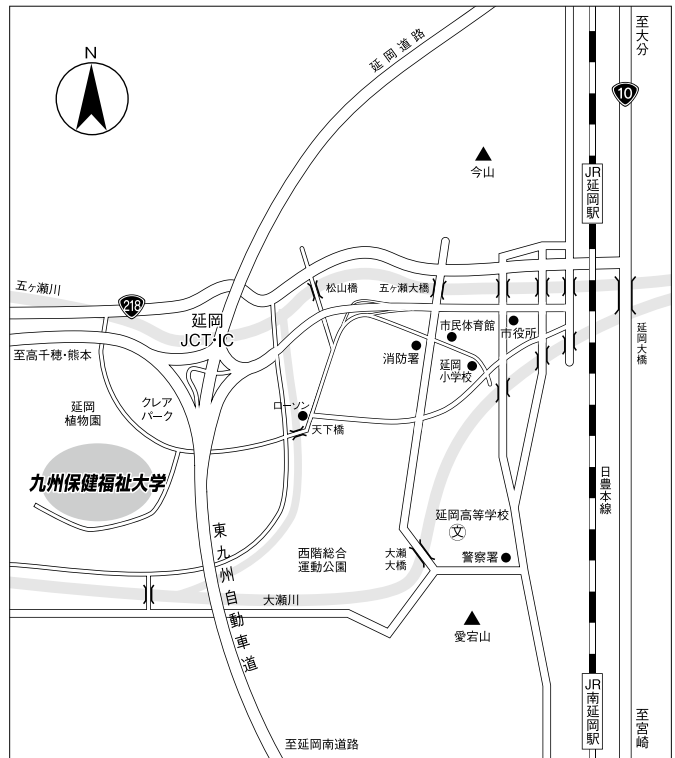 N
延岡道路
至大分
10
今山
JR延岡駅
五ヶ瀬川
218
松山橋
五ヶ瀬大橋
延岡
JCT・IC
市民体育館
市役所
延岡大橋
至高千穂・熊本
消防署
延岡
小学校
延岡
植物園
クレア
パーク
ローソン
天下橋
九州保健福祉大学
日豊本線
延岡高等学校
文
東九州自動車道
西階総合
運動公園
大瀬
大橋
警察署
大瀬川
愛宕山
JR南延岡駅
至宮崎
至延岡南道路